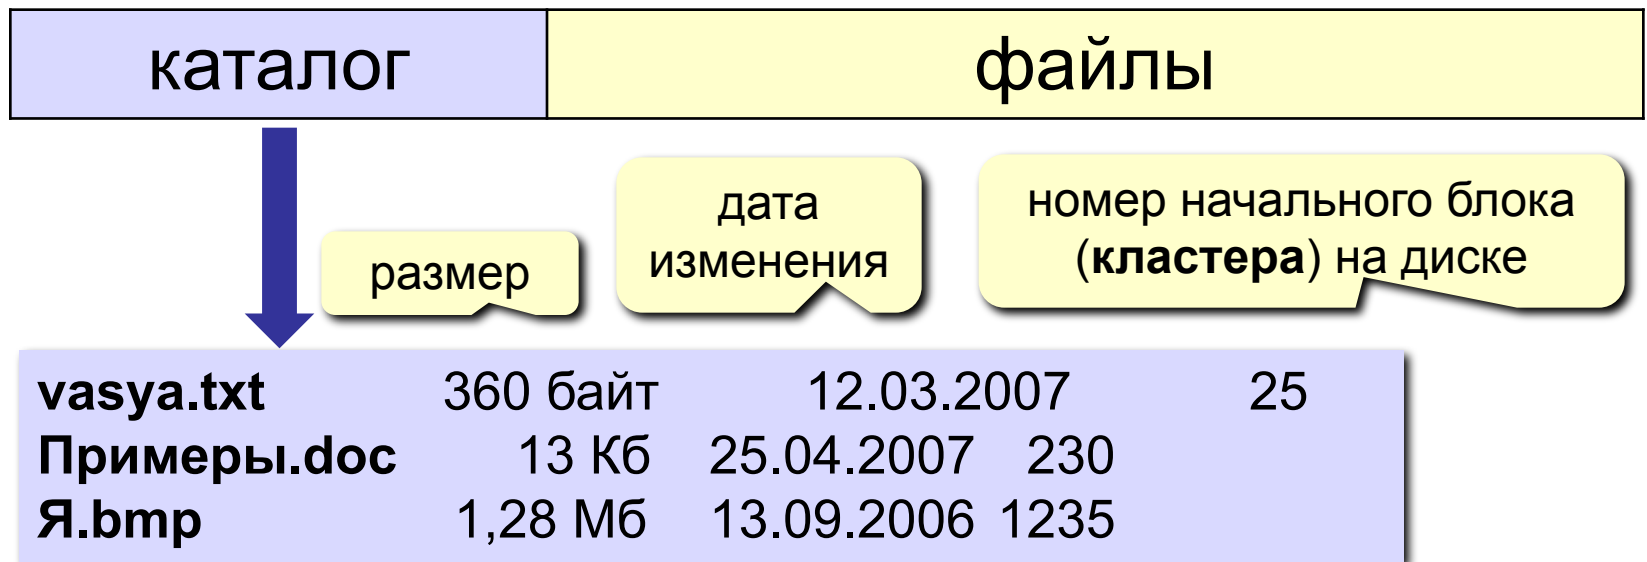 каталог файлы
размер
дата
изменения
номер начального блока
(кластера) на диске
vasya.txt 360 байт 12.03.2007 25
Примеры.doc 13 Кб 25.04.2007 230
Я.bmp 1,28 Мб 13.09.2006 1235